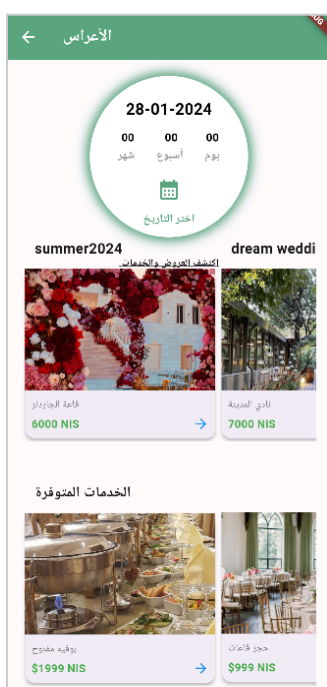 الأعراس
28-01-2024
00 00 00
يوم أسبوع شهر
اختر التاريخ
summer2024 dream weddi
اكتشف العروض والخدمات
قاعة الجاردنز نادي المدينة
6000 NIS 7000 NIS
الخدمات المتوفرة
بوفيه مفتوح حجز قاعات
$1999 NIS $999 NIS